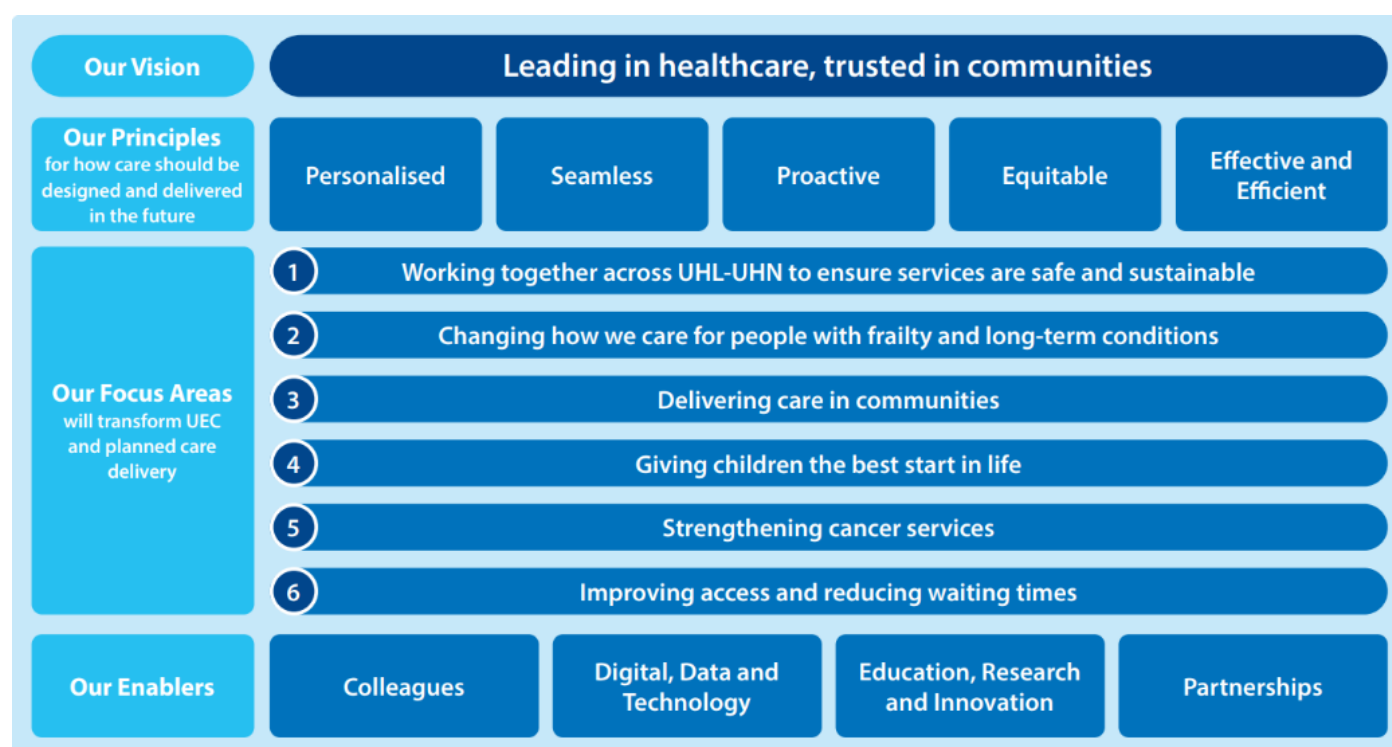 Our Vision
Leading in healthcare, trusted in communities
Our Principles
for how care should be
designed and delivered
in the future
Personalised
Seamless
Proactive
Equitable
Effective and
Efficient
Our Focus Areas
will transform UEC
and planned care
delivery
1
Working together across UHL-UHN to ensure services are safe and sustainable
2
Changing how we care for people with frailty and long-term conditions
3
Delivering care in communities
4
Giving children the best start in life
5
Strengthening cancer services
6
Improving access and reducing waiting times
Our Enablers
Colleagues
Digital, Data and
Technology
Education, Research
and Innovation
Partnerships